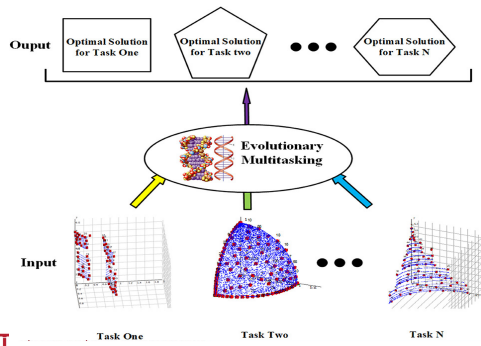 Ouput
Optimal Solution
for Task One
Optimal Solution
for Task two
Optimal Solution
for Task N
Evolutionary
Multitasking
Input
Task One
Task Two
Task N